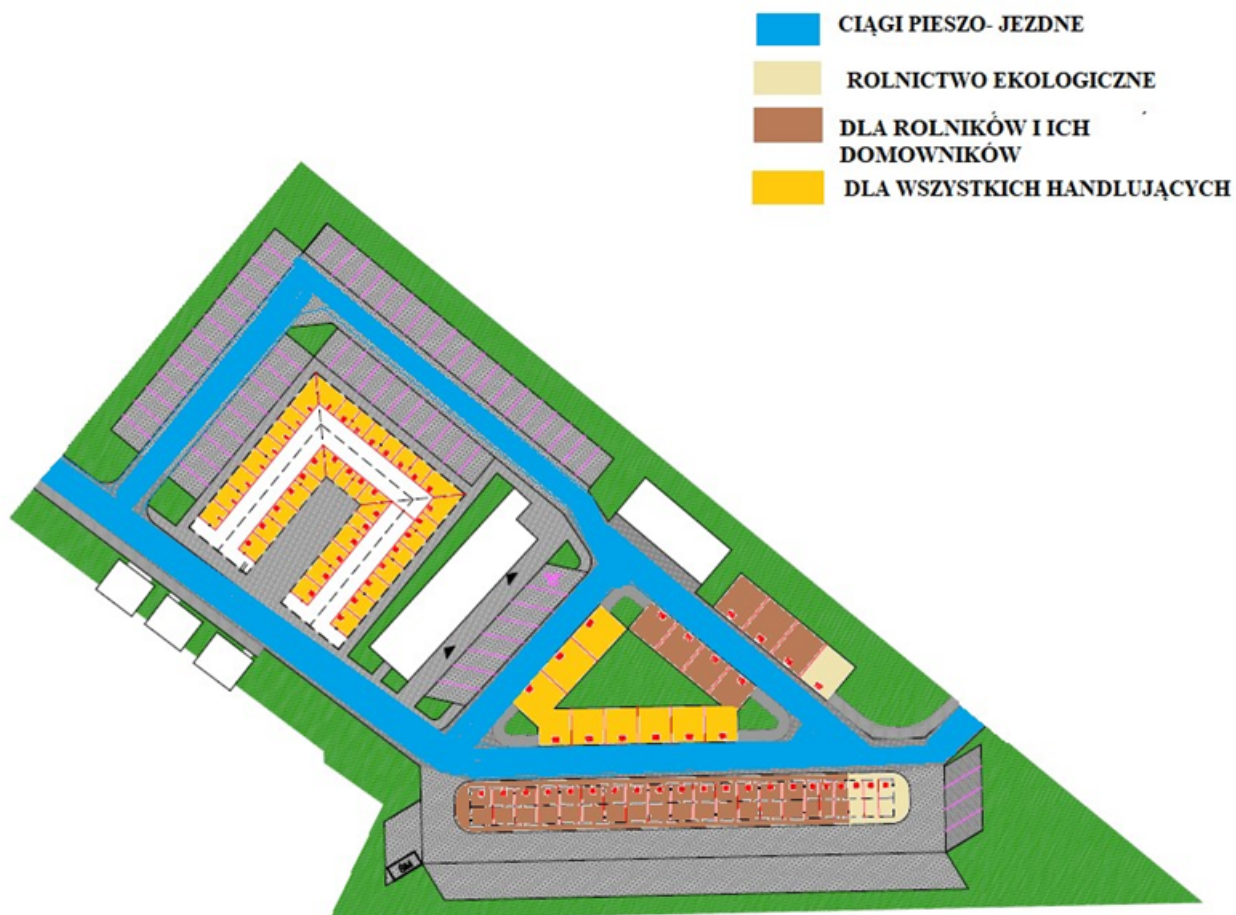 CIĄGI PIESZO- JEZDNE
ROLNICTWO EKOLOGICZNE
DLA ROLNIKÓW I ICH
DOMOWNIKÓW
DLA WSZYSTKICH HANDLUJĄCYCH